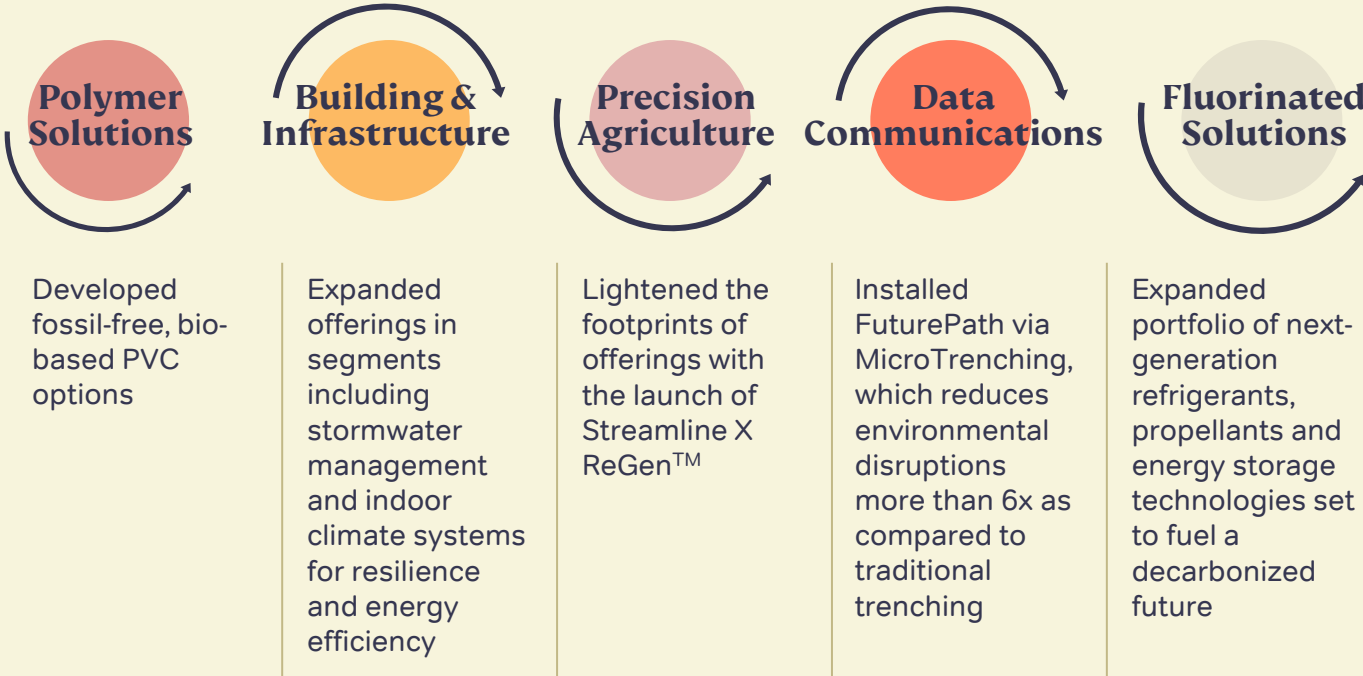 Polymer
Solutions
Developed
fossil-free, bio-
based PVC
options
Building &
Infrastructure
Expanded
offerings in
segments
including
stormwater
management
and indoor
climate systems
for resilience
and energy
efficiency
Precision
Agriculture
Lightened the
footprints of
offerings with
the launch of
Streamline X
ReGen™
Data
Communications
Installed
FuturePath via
MicroTrenching,
which reduces
environmental
disruptions
more than 6x as
compared to
traditional
trenching
Fluorinated
Solutions
Expanded
portfolio of next-
generation
refrigerants,
propellants and
energy storage
technologies set
to fuel a
decarbonized
future